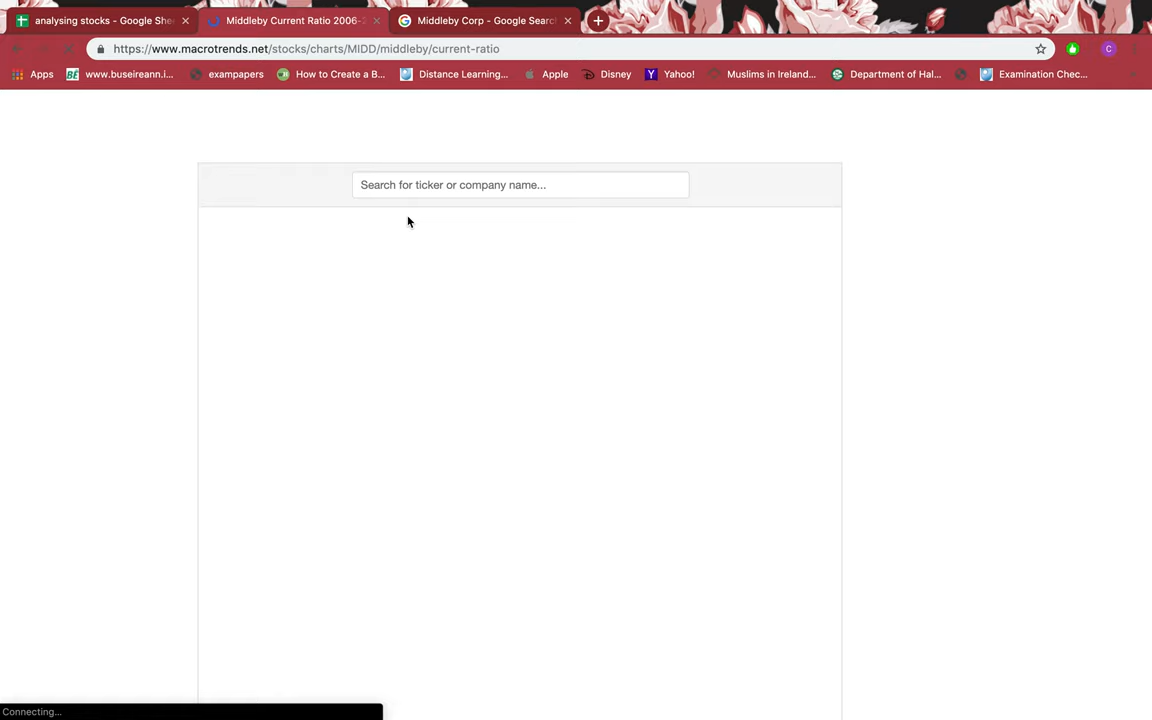 analysing stocks - Google She
Middleby Current Ratio 2006-
Middleby Corp - Google Search
https://www.macrotrends.net/stocks/charts/MIDD/middleby/current-ratio
C
Apps
BÉ www.buseireann.i...
exampapers
How to Create a B...
Distance Learning,...
Apple
Disney
Y Yahoo!
Muslims in Ireland...
Department of Hal...
Examination Chec...
Search for ticker or company name...
Connecting...